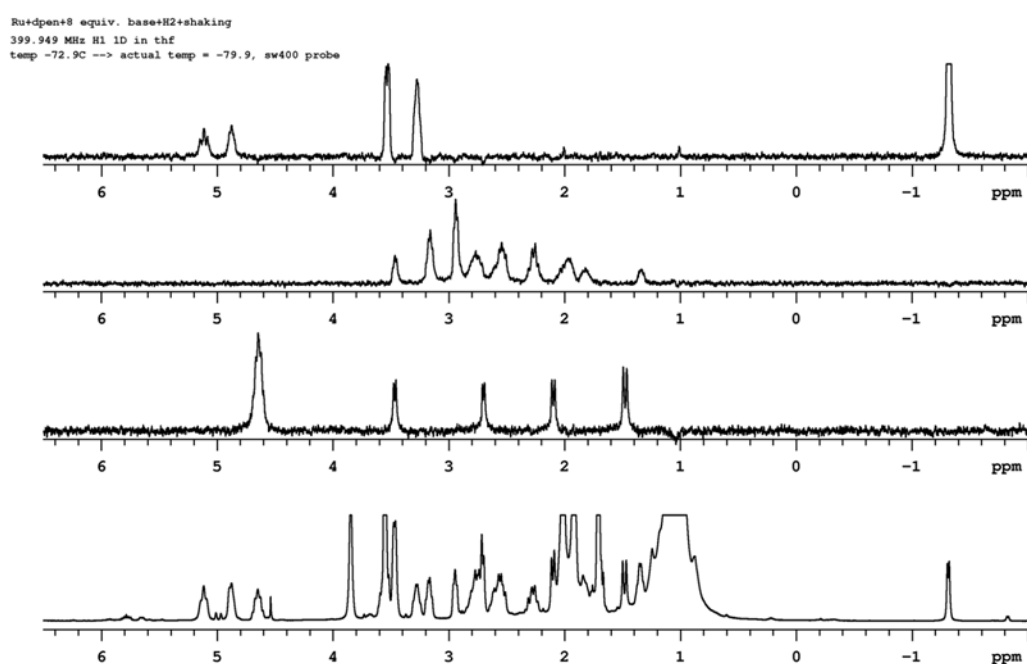 Ru+dpen+8 equiv. base+H2+shaking
399.949 MHz H1 1D in thf
temp -72.9C --> actual temp = -79.9, sw400 probe
6 5 4 3 2 1 0 -1 ppm
6 5 4 3 2 1 0 -1 ppm
6 5 4 3 2 1 0 -1 ppm
6 5 4 3 2 1 0 -1 ppm